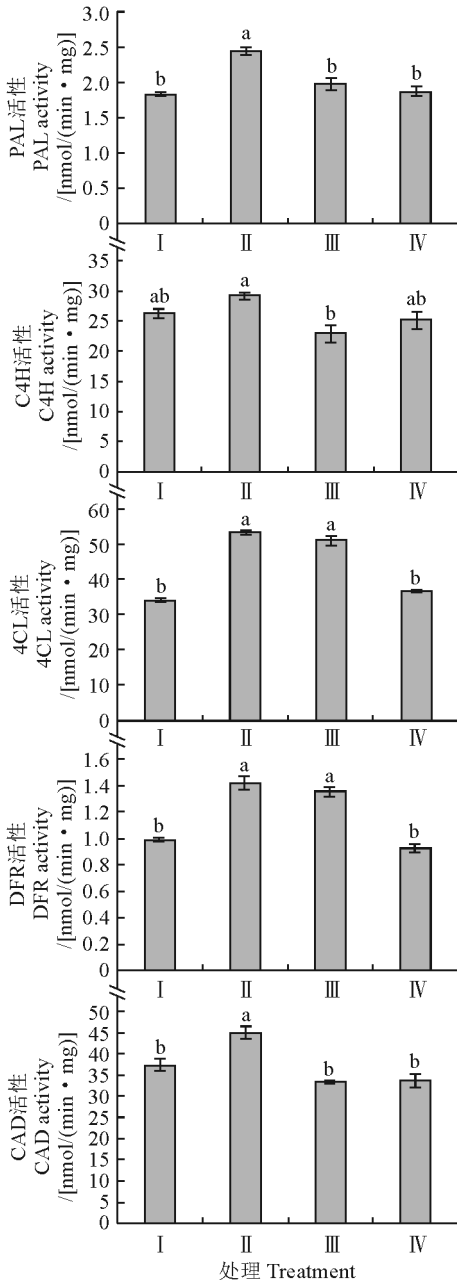 PAL活性
PAL activity
/[nmol/(min·mg)]
3.0
2.5
2.0
1.5
1.0
0.5
0
b
a
b
b
Ⅰ Ⅱ Ⅲ Ⅳ
C4H活性
C4H activity
/[nmol/(min·mg)]
35
30
25
20
15
10
5
0
ab
a
b
ab
Ⅰ Ⅱ Ⅲ Ⅳ
4CL活性
4CL activity
/[nmol/(min·mg)]
60
50
40
30
20
10
0
b
a
a
b
Ⅰ Ⅱ Ⅲ Ⅳ
DFR活性
DFR activity
/[nmol/(min·mg)]
1.6
1.4
1.2
1.0
0.8
0.6
0.4
0.2
0
b
a
a
b
Ⅰ Ⅱ Ⅲ Ⅳ
CAD活性
CAD activity
/[nmol/(min·mg)]
50
45
40
35
30
25
20
15
10
5
0
b
a
b
b
Ⅰ Ⅱ Ⅲ Ⅳ
处理 Treatment